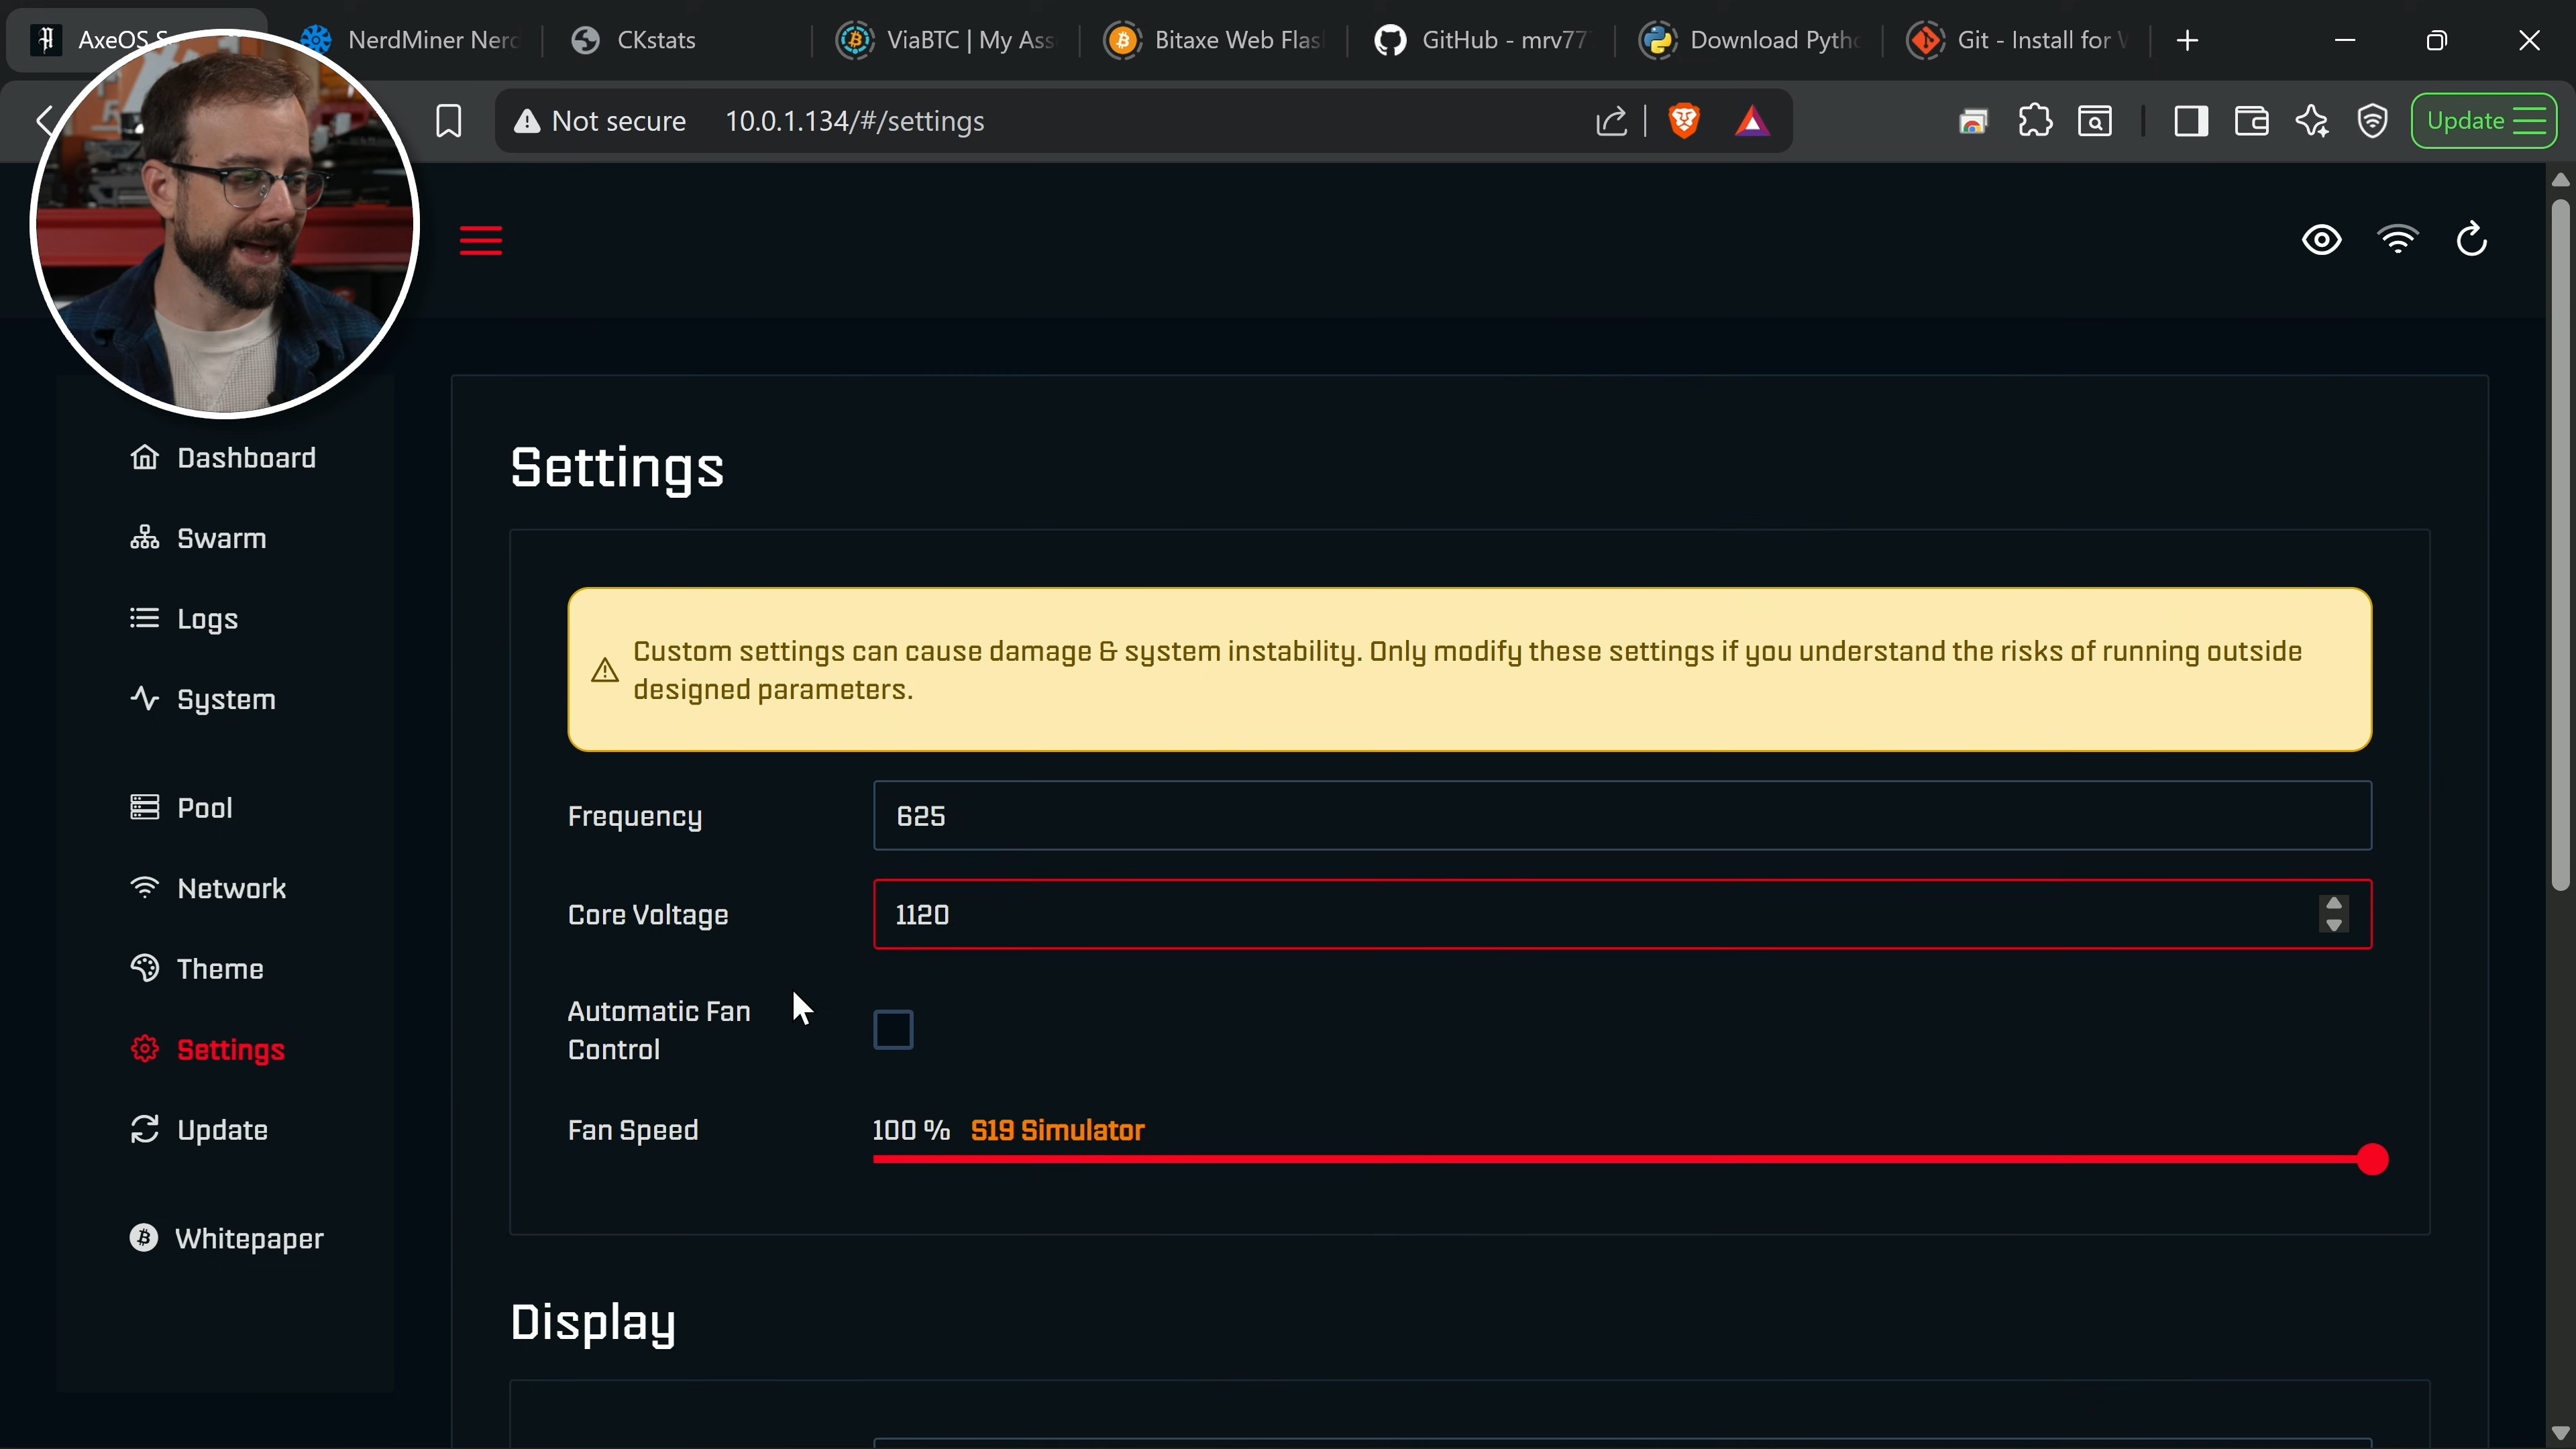 AxeOS S
NerdMiner Nerd
CKstats
ViaBTC | My Ass
Bitaxe Web Flas
GitHub - mrv77
Download Pytho
Git - Install for W
Not secure
10.0.1.134/#/settings
Update
Dashboard
Swarm
Logs
System
Pool
Network
Theme
Settings
Update
Whitepaper
Settings
Custom settings can cause damage & system instability. Only modify these settings if you understand the risks of running outside
designed parameters.
Frequency
625
Core Voltage
1120
Automatic Fan
Control
Fan Speed
100 % S19 Simulator
Display